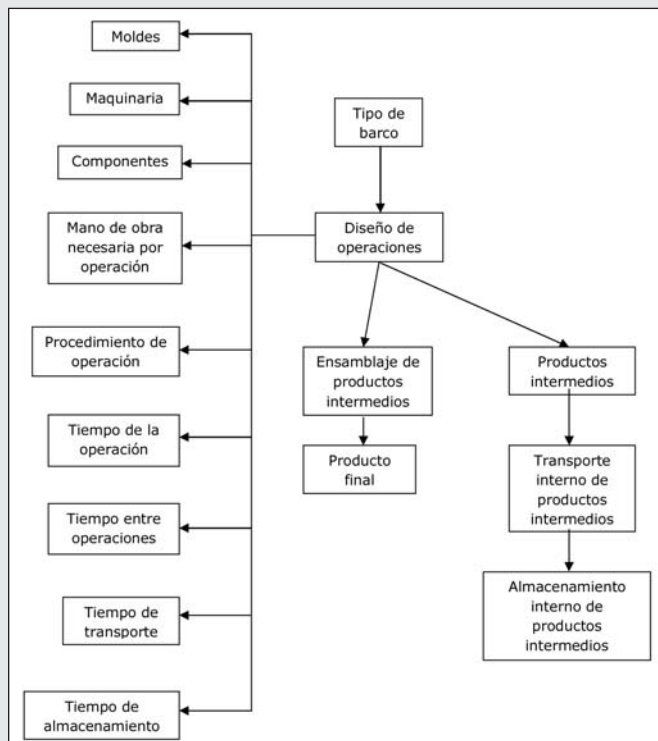 Moldes
Maquinaria
Componentes
Mano de obra
necesaria por
operación
Procedimiento de
operación
Tiempo de la
operación
Tiempo entre
operaciones
Tiempo de
transporte
Tiempo de
almacenamiento
Tipo de
barco
Diseño de
operaciones
Ensamblaje de
productos
intermedios
Producto
final
Productos
intermedios
Transporte
interno de
productos
intermedios
Almacenamiento
interno de
productos
intermedios